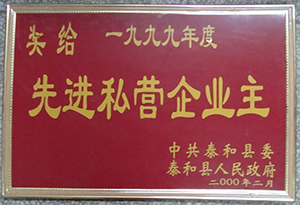 奖给 一九九九年度
先进私营企业主
中共泰和县委
泰和县人民政府
二000年二月